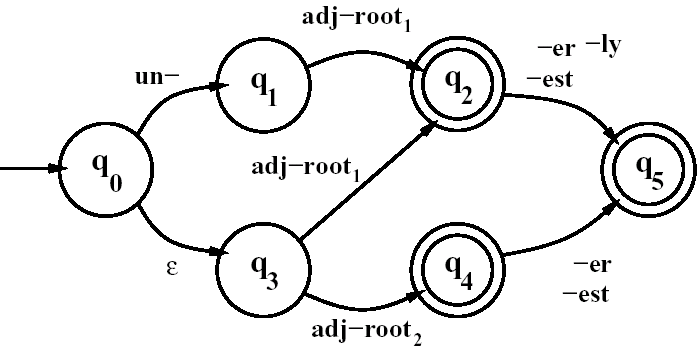 adj−root₁
−er −ly
−est
un−
q₁
q₂
q₀
adj−root₁
q₅
ε
q₃
q₄
−er
−est
adj−root₂